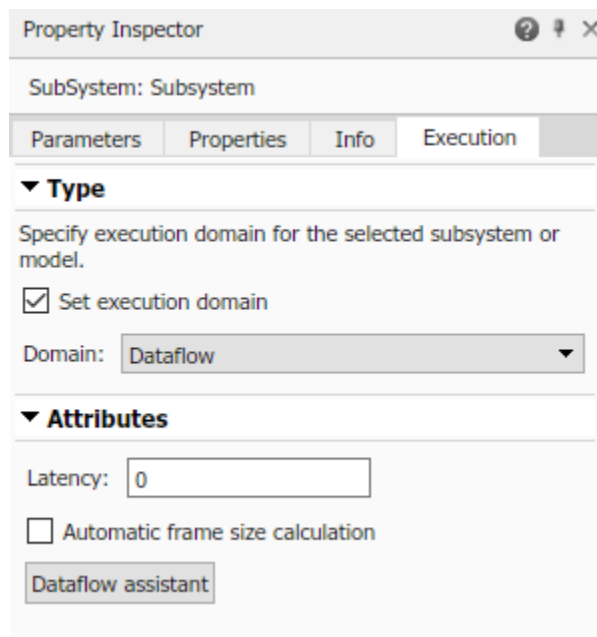 Property Inspector
SubSystem: Subsystem
Parameters Properties Info Execution
Type
Specify execution domain for the selected subsystem or
model.
Set execution domain
Domain: Dataflow
Attributes
Latency: 0
Automatic frame size calculation
Dataflow assistant